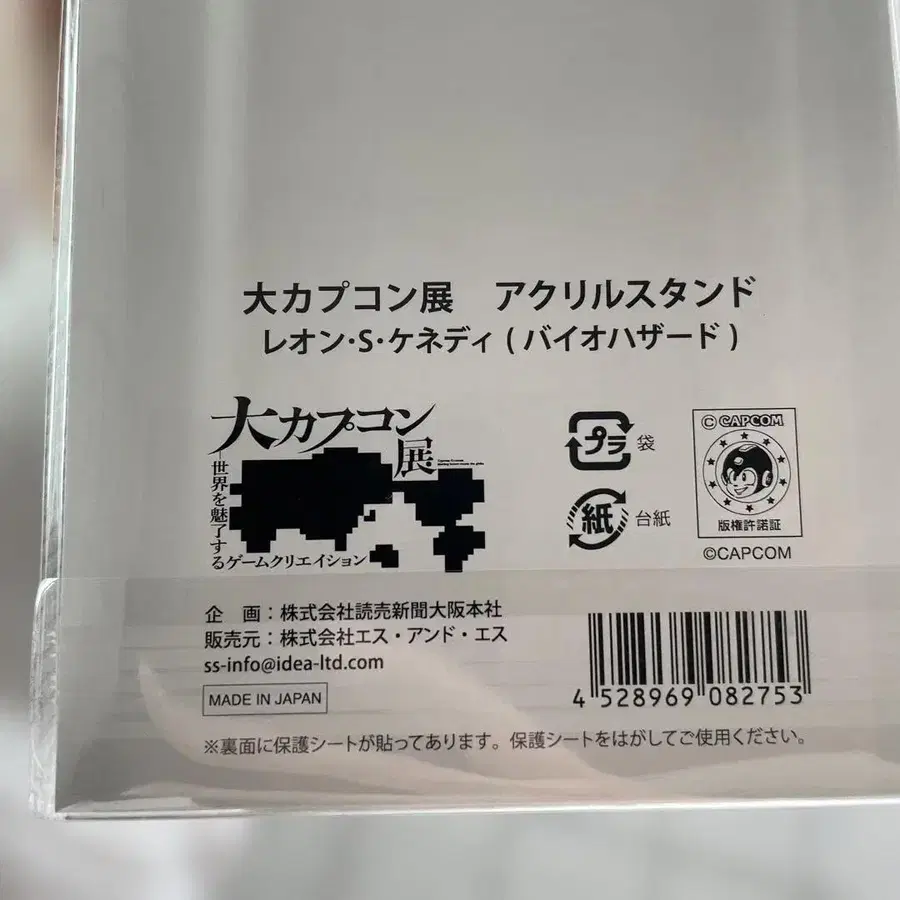 大カプコン展　アクリルスタンド
レオン・S・ケネディ ( バイオハザード )
大カプコン展
世界を魅了する
ゲームクリエイション
プラ 袋
紙 台紙
© CAPCOM
版権許諾証
©CAPCOM
企　画：株式会社読売新聞大阪本社
販売元：株式会社エス・アンド・エス
ss-info@idea-ltd.com
MADE IN JAPAN
4 528969 082753
※裏面に保護シートが貼ってあります。保護シートをはがしてご使用ください。